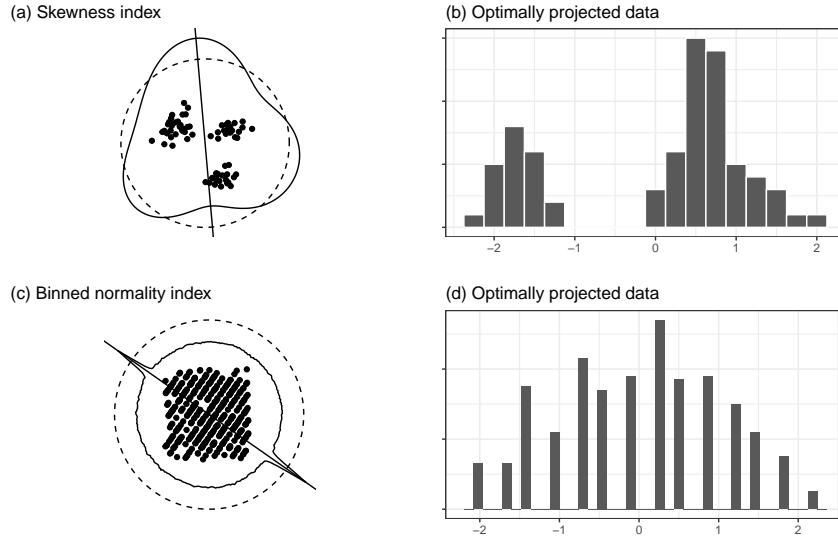 (a) Skewness index
(b) Optimally projected data
−2 −1 0 1 2
(c) Binned normality index
(d) Optimally projected data
−2 −1 0 1 2